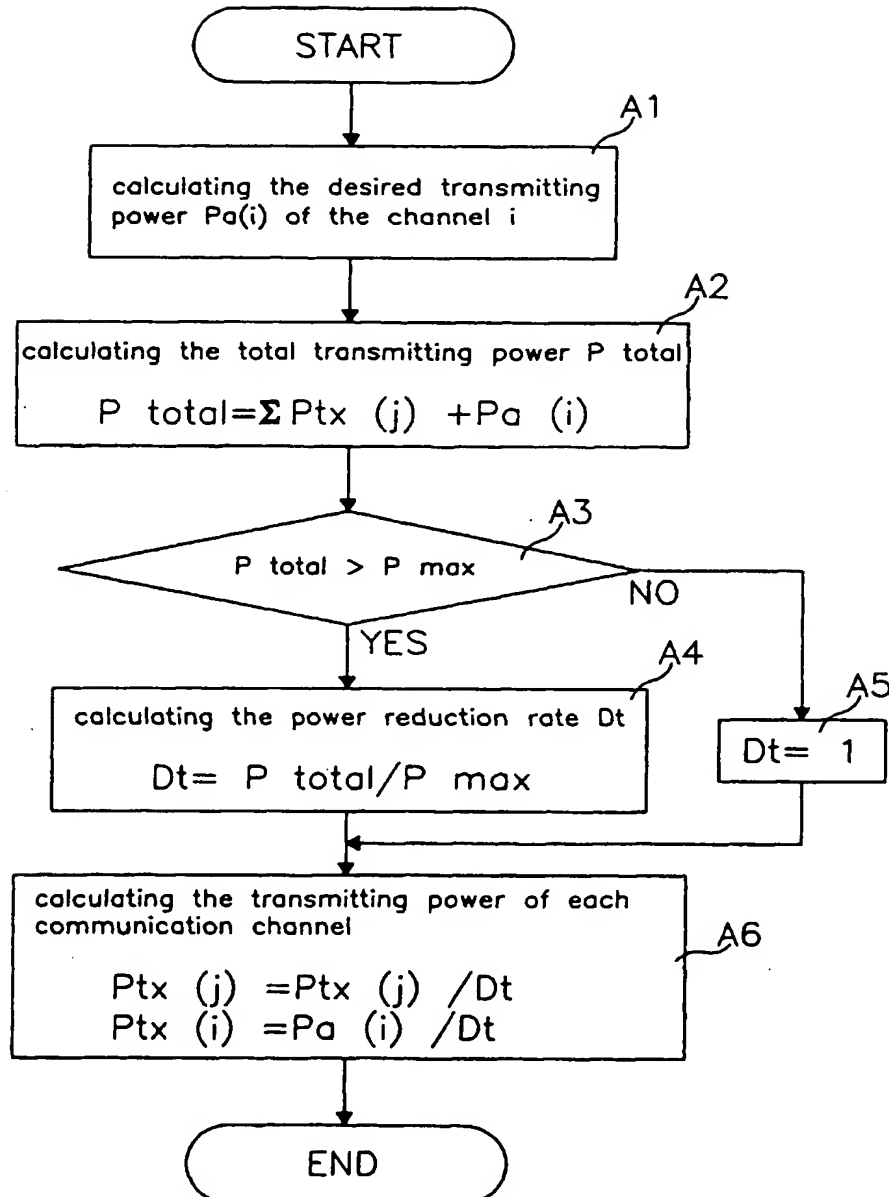 START
A1
calculating the desired transmitting
power Pa(i) of the channel i
A2
calculating the total transmitting power P total
P total=Σ Ptx (j) +Pa (i)
A3
P total > P max
NO
YES
A4
calculating the power reduction rate Dt
Dt= P total/P max
A5
Dt= 1
calculating the transmitting power of each
communication channel
A6
Ptx (j) =Ptx (j) /Dt
Ptx (i) =Pa (i) /Dt
END